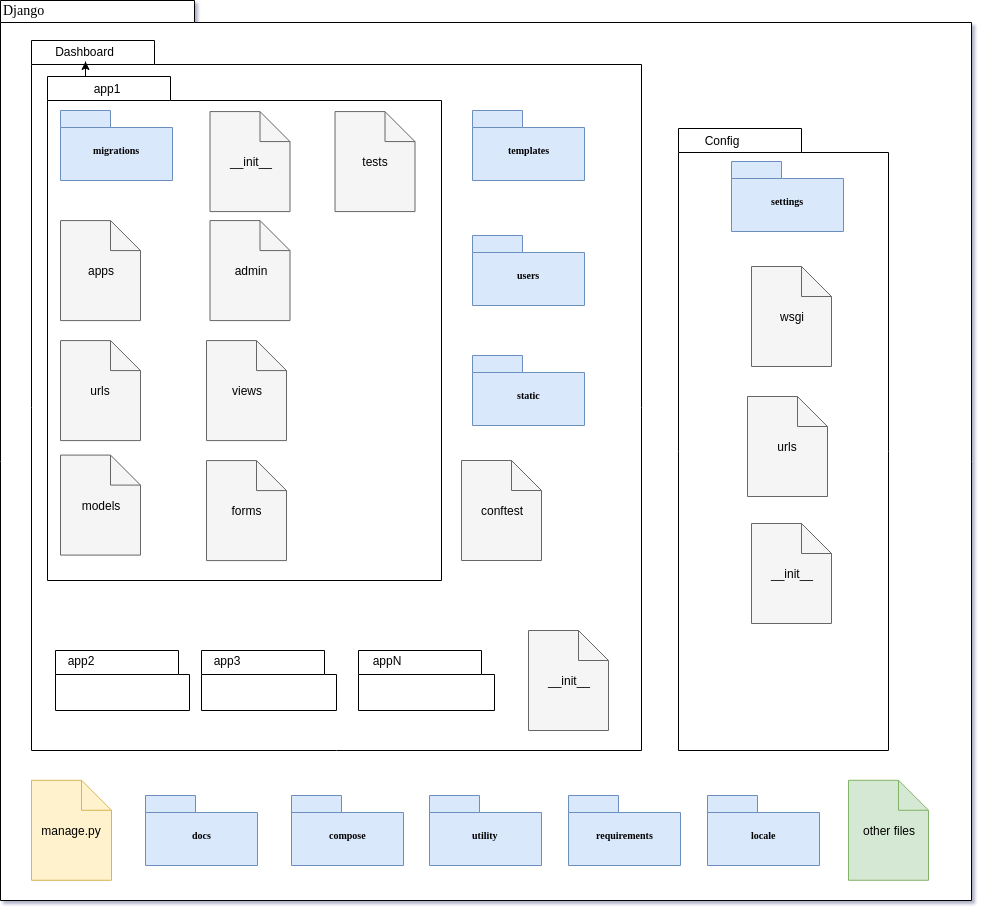 Django
Dashboard
app1
migrations
__init__
tests
templates
apps
admin
users
urls
views
static
models
forms
conftest
app2
app3
appN
__init__
Config
settings
wsgi
urls
__init__
manage.py
docs
compose
utility
requirements
locale
other files